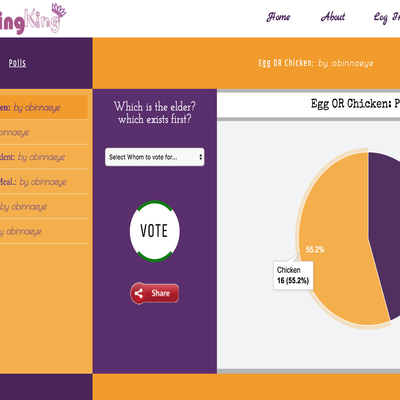 ingKing
Home About Log In
Polls
Egg OR Chicken: by obinnaeye
en: by obinnaeye
obinnaeye
dent: by obinnaeye
Meal.: by obinnaeye
by obinnaeye
by obinnaeye
Which is the elder?
which exists first?
Select Whom to vote for...
VOTE
Share
Egg OR Chicken: P
55.2%
Chicken
16 (55.2%)